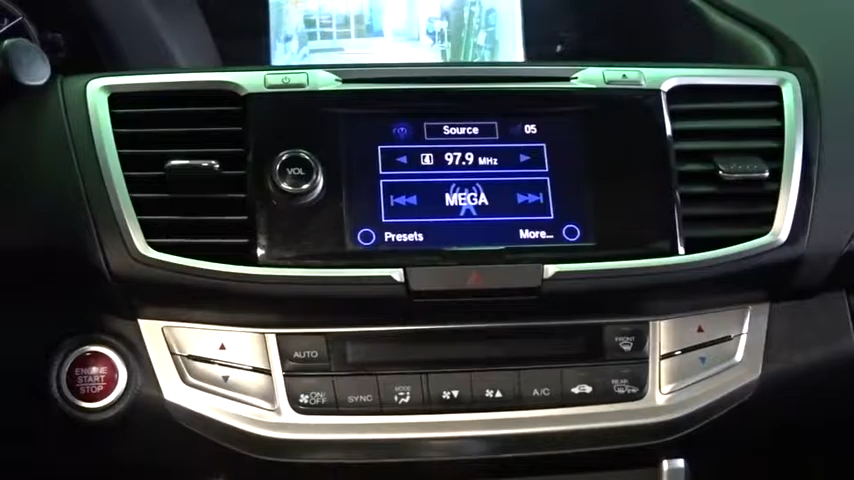 Source 05
4 97.9 MHz
MEGA
Presets More...
VOL
ENGINE
START
STOP
AUTO
FRONT
ON/OFF
SYNC
MODE
A/C
REAR